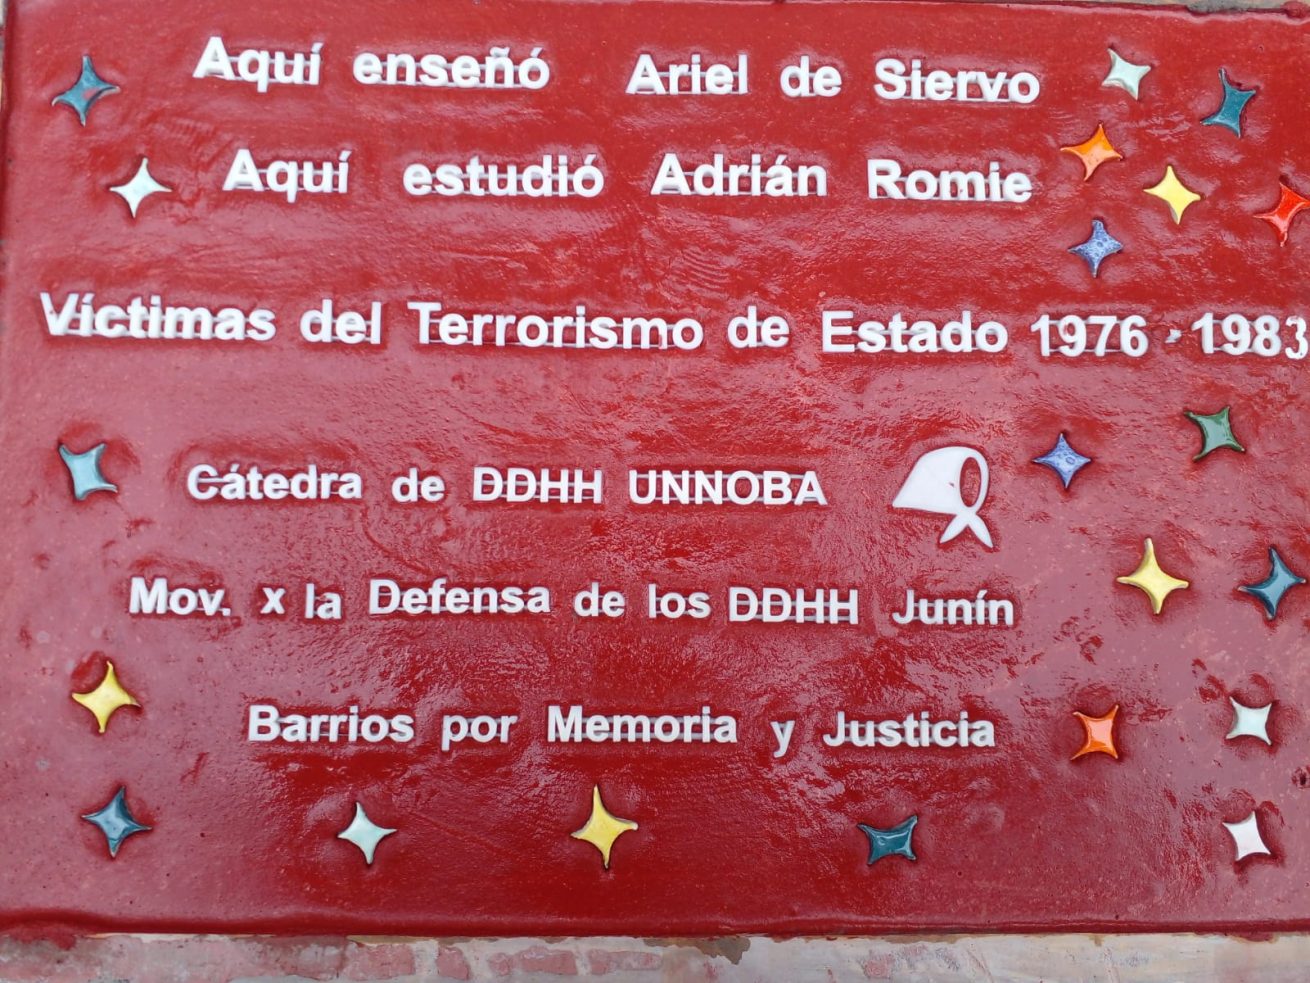 Aquí enseñó Ariel de Siervo
Aquí estudió Adrián Romie
Víctimas del Terrorismo de Estado 1976 - 1983
Cátedra de DDHH UNNOBA
Mov. x la Defensa de los DDHH Junín
Barrios por Memoria y Justicia